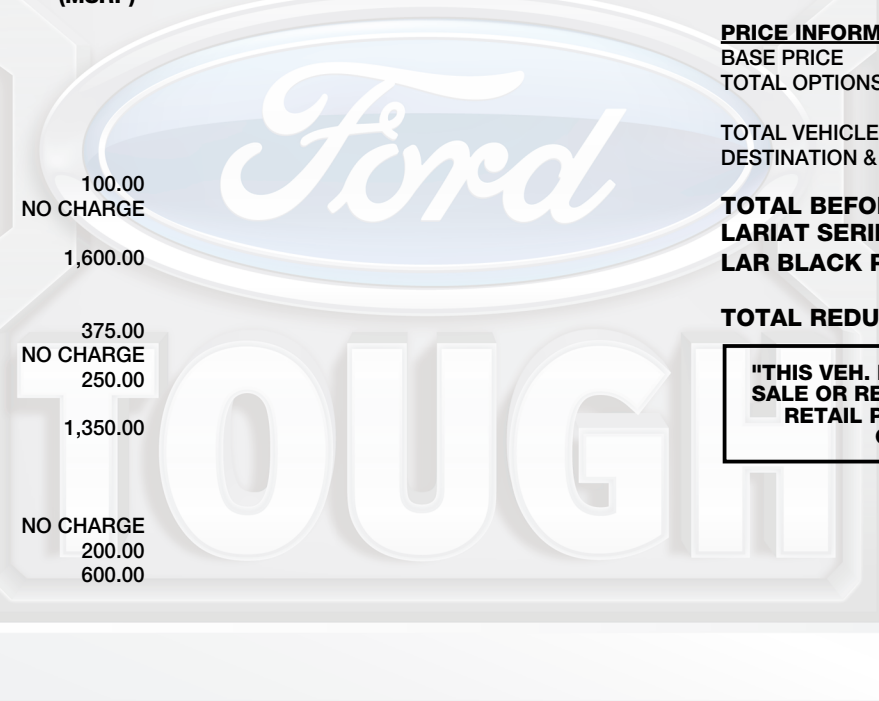 (MSRP)
100.00
NO CHARGE
1,600.00
375.00
NO CHARGE
250.00
1,350.00
NO CHARGE
200.00
600.00
Ford
TOUGH
PRICE INFORM
BASE PRICE
TOTAL OPTIONS
TOTAL VEHICLE
DESTINATION &
TOTAL BEFO
LARIAT SERI
LAR BLACK P
TOTAL REDU
"THIS VEH.
SALE OR RE
RETAIL P